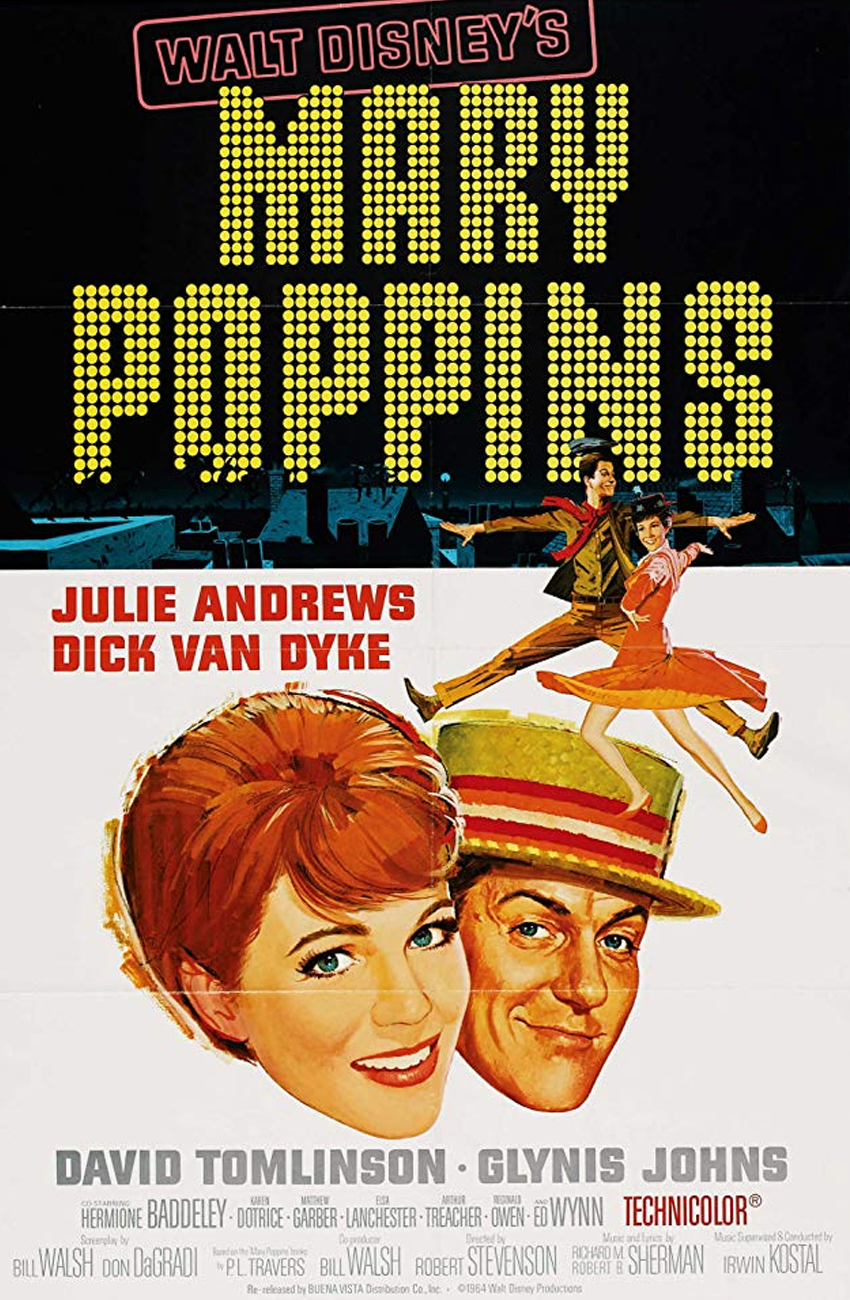 WALT DISNEY'S
MARY
POPPINS
JULIE ANDREWS
DICK VAN DYKE
DAVID TOMLINSON · GLYNIS JOHNS
CO-STARRING
HERMIONE BADDELEY · KAREN DOTRICE · MATTHEW GARBER · ELSA LANCHESTER · ARTHUR TREACHER · REGINALD OWEN · AND ED WYNN TECHNICOLOR®
Screenplay by
BILL WALSH DON DaGRADI
Based on the "Mary Poppins" books
by P.L. TRAVERS
Co-producer
BILL WALSH
Directed by
ROBERT STEVENSON
Music and lyrics by
RICHARD M.
ROBERT B. SHERMAN
Music Supervised & Conducted by
IRWIN KOSTAL
Re-released by BUENA VISTA Distribution Co., Inc. · ©1964 Walt Disney Productions